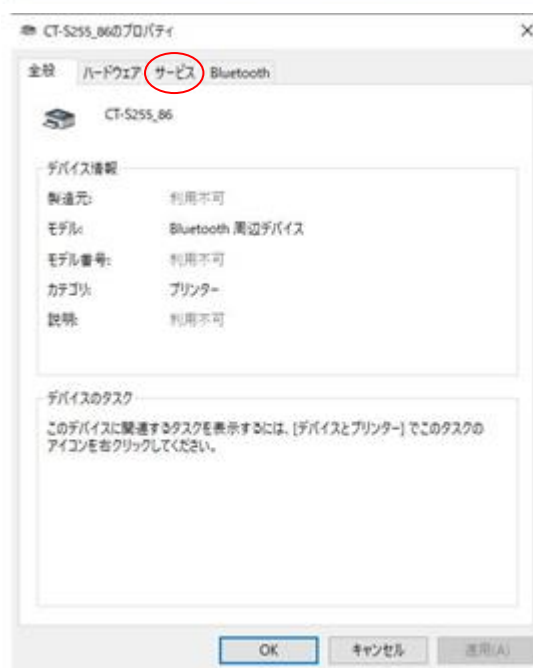 CT-S255_86のプロパティ
全般 ハードウェア サービス Bluetooth
CT-S255_86
デバイス情報
製造元: 利用不可
モデル: Bluetooth 周辺デバイス
モデル番号: 利用不可
カテゴリ: プリンター
説明: 利用不可
デバイスのタスク
このデバイスに関連するタスクを表示するには、[デバイスとプリンター] でこのタスクの
アイコンを右クリックしてください。
OK キャンセル 適用(A)